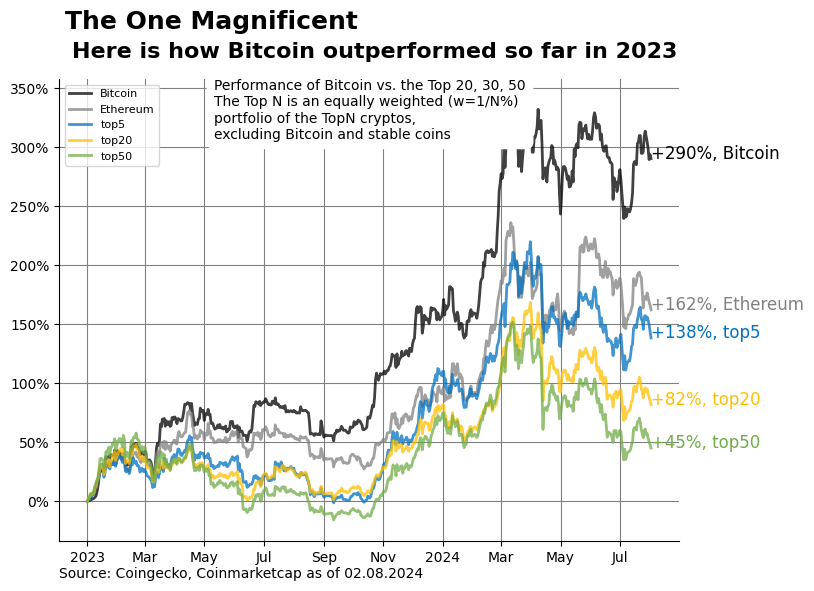 The One Magnificent
Here is how Bitcoin outperformed so far in 2023
Performance of Bitcoin vs. the Top 20, 30, 50
The Top N is an equally weighted (w=1/N%)
portfolio of the TopN cryptos,
excluding Bitcoin and stable coins
Bitcoin
Ethereum
top5
top20
top50
350%
300%
250%
200%
150%
100%
50%
0%
+290%, Bitcoin
+162%, Ethereum
+138%, top5
+82%, top20
+45%, top50
2023 Mar May Jul Sep Nov 2024 Mar May Jul
Source: Coingecko, Coinmarketcap as of 02.08.2024